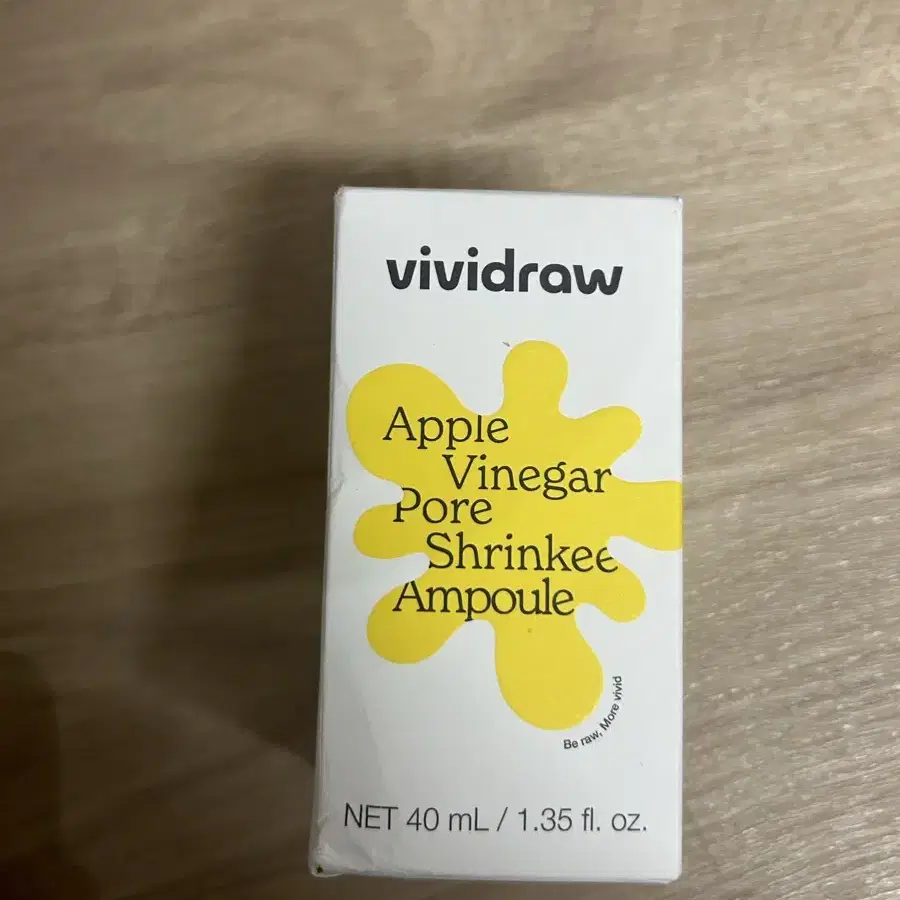 vividraw
Apple
Vinegar
Pore
Shrinkee
Ampoule
Be raw, More vivid
NET 40 mL / 1.35 fl. oz.